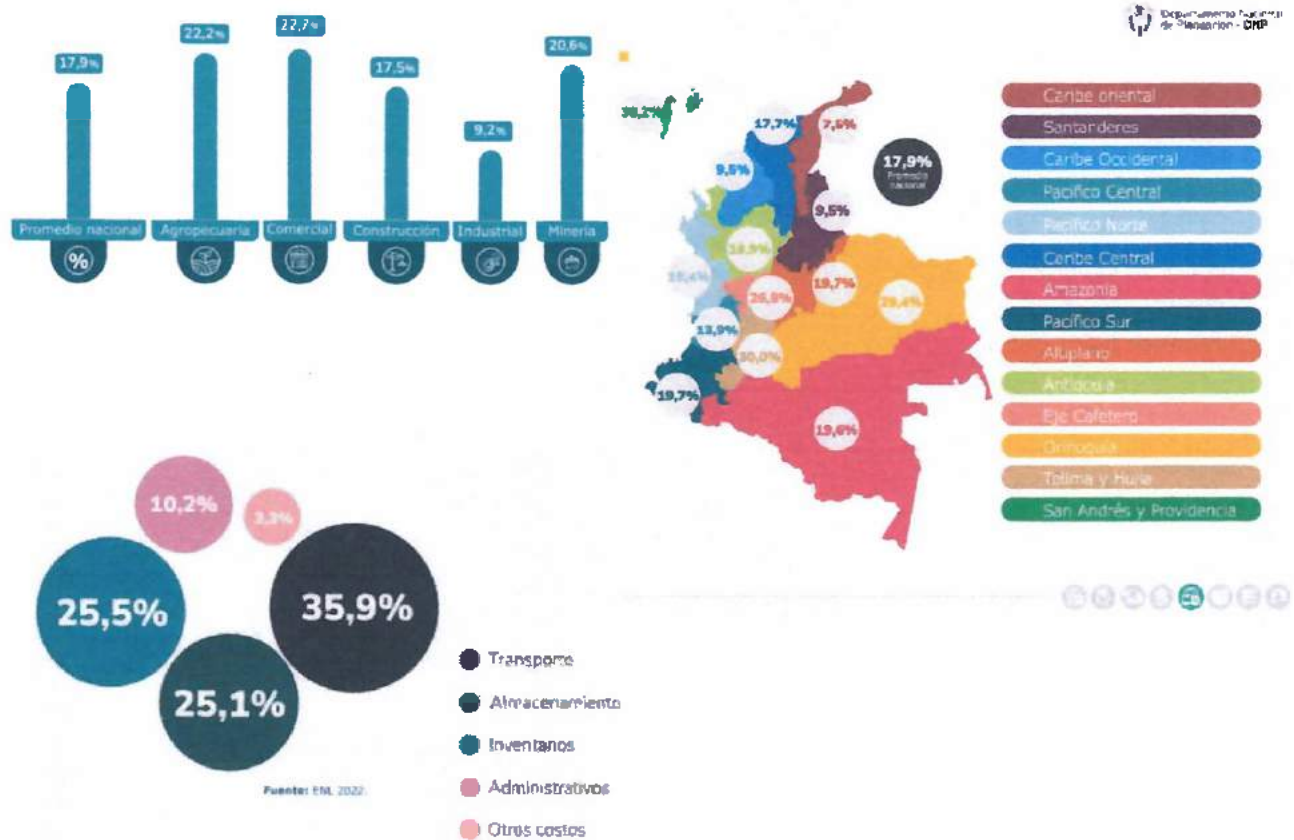 17,9%
22,2%
22,7%
17,5%
9,2%
20,6%
Promedio nacional
Agropecuaria
Comercial
Construcción
Industrial
Minería
%
Departamento Nacional
de Planeación - DNP
17,7%
7,5%
9,5%
17,9%
Promedio
nacional
9,5%
18,9%
19,7%
29,4%
26,8%
13,9%
30,0%
19,7%
19,6%
Caribe oriental
Santanderes
Caribe Occidental
Pacífico Central
Pacífico Norte
Caribe Central
Amazonía
Pacífico Sur
Altiplano
Antioquia
Eje Cafetero
Orinoquía
Tolima y Huila
San Andrés y Providencia
10,2%
25,5%
35,9%
25,1%
Transporte
Almacenamiento
Inventarios
Administrativos
Otros costos
Fuente: ENL 2022.